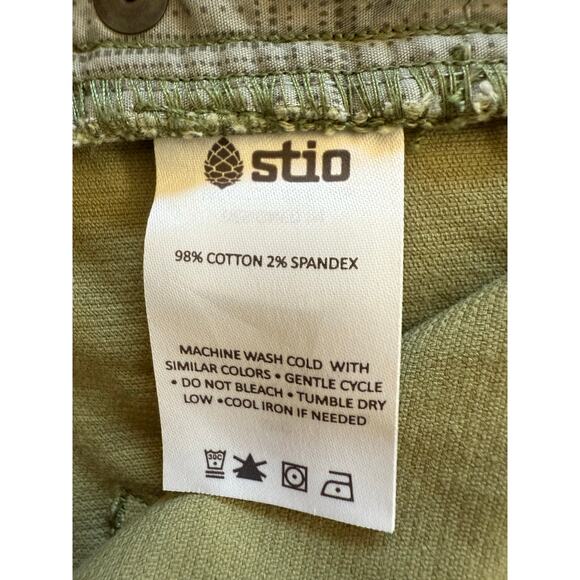 stio
98% COTTON 2% SPANDEX
MACHINE WASH COLD WITH
SIMILAR COLORS • GENTLE CYCLE
• DO NOT BLEACH • TUMBLE DRY
LOW •COOL IRON IF NEEDED
30C